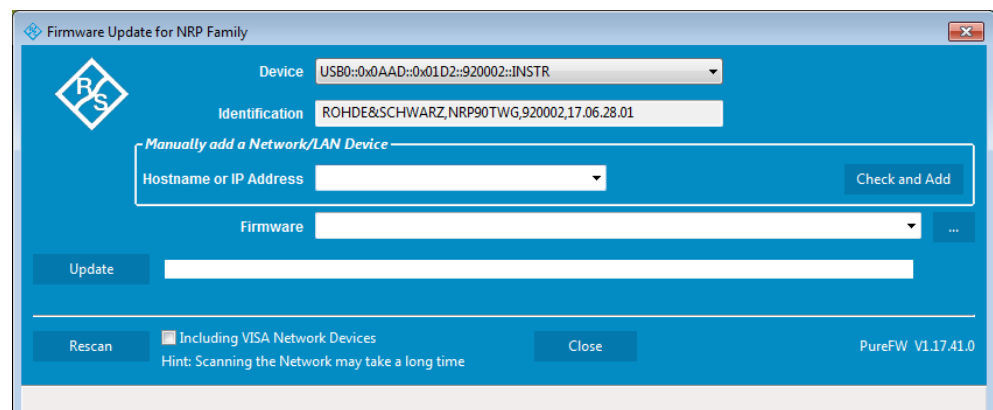 Firmware Update for NRP Family
R&S
Device USB0::0x0AAD::0x01D2::920002::INSTR
Identification ROHDE&SCHWARZ,NRP90TWG,920002,17.06.28.01
Manually add a Network/LAN Device
Hostname or IP Address Check and Add
Firmware ...
Update
Rescan Including VISA Network Devices Close PureFW V1.17.41.0
Hint: Scanning the Network may take a long time